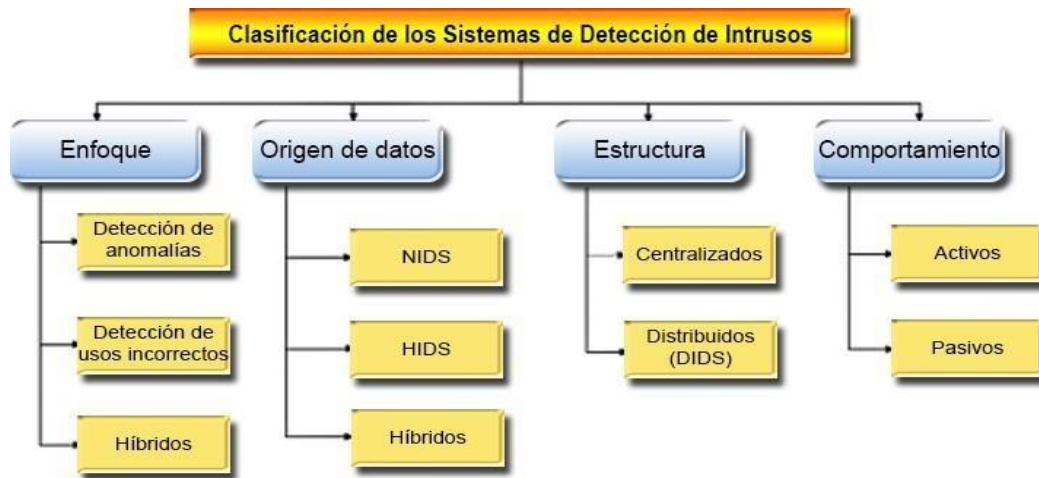 Clasificación de los Sistemas de Detección de Intrusos
Enfoque
Origen de datos
Estructura
Comportamiento
Detección de
anomalías
Detección de
usos incorrectos
Híbridos
NIDS
HIDS
Híbridos
Centralizados
Distribuidos
(DIDS)
Activos
Pasivos